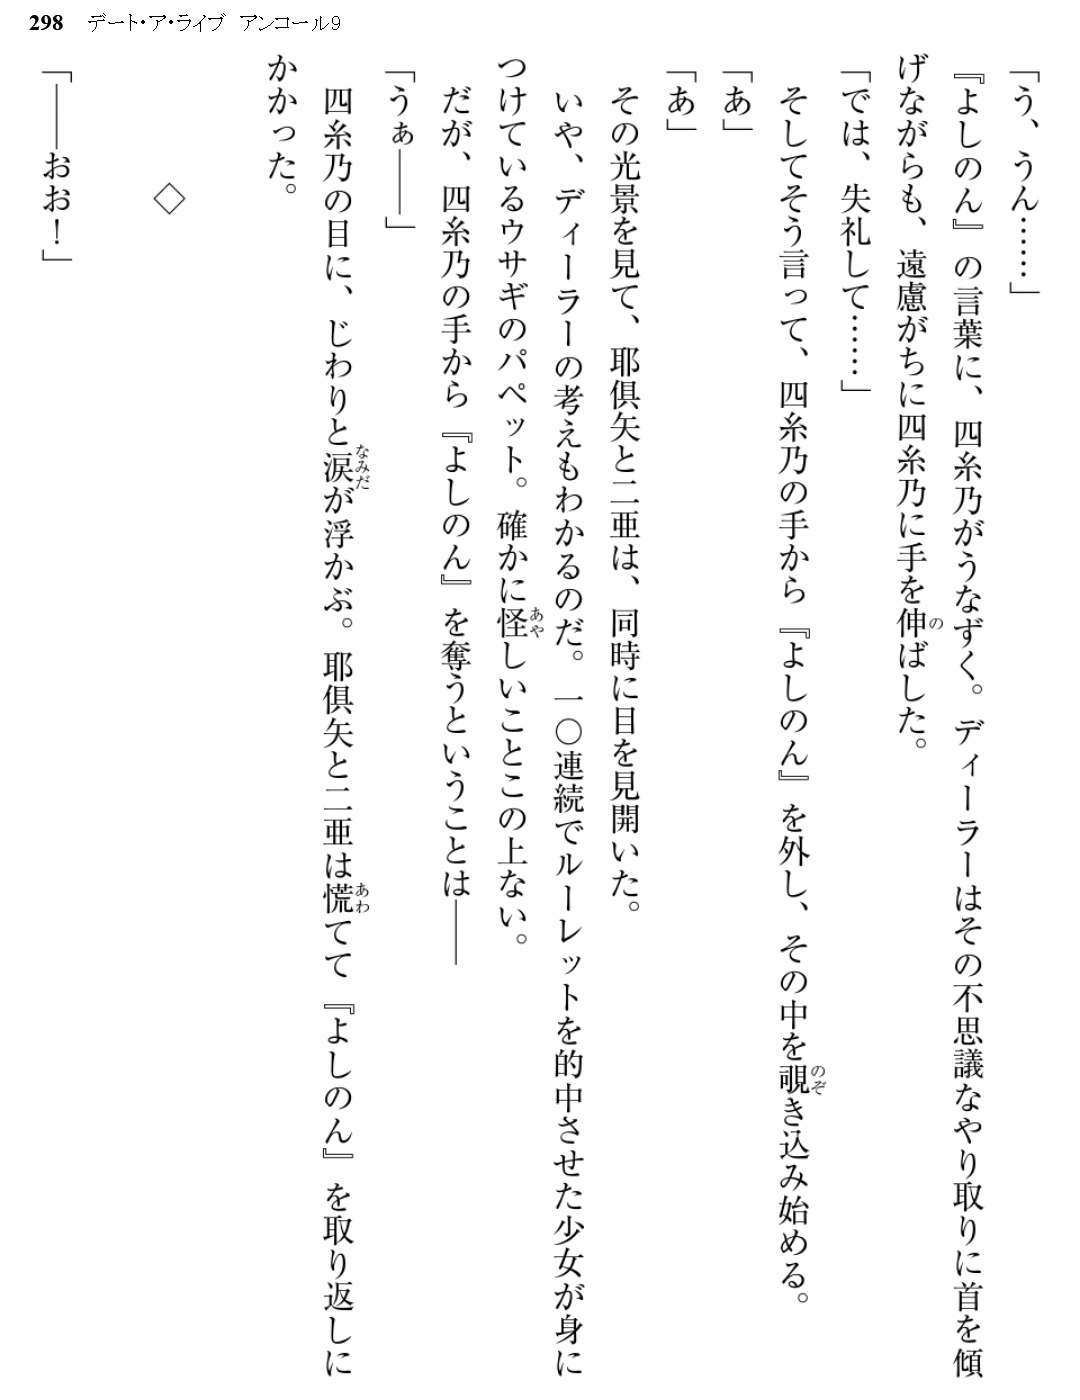 298 デート・ア・ライブ アンコール9
「う、うん……」
『よしのん』の言葉に、四糸乃がうなずく。ディーラーはその不思議なやり取りに首を傾
げながらも、遠慮がちに四糸乃に手を伸ばした。
「では、失礼して……」
そしてそう言って、四糸乃の手から『よしのん』を外し、その中を覗き込み始める。
「あ」
「あ」
その光景を見て、耶倶矢と二亜は、同時に目を見開いた。
いや、ディーラーの考えもわかるのだ。一〇連続でルーレットを的中させた少女が身に
つけているウサギのパペット。確かに怪しいことこの上ない。
だが、四糸乃の手から『よしのん』を奪うということは――
「うぁ――」
四糸乃の目に、じわりと涙が浮かぶ。耶倶矢と二亜は慌てて『よしのん』を取り返しに
かかった。
◇
「――おお！」